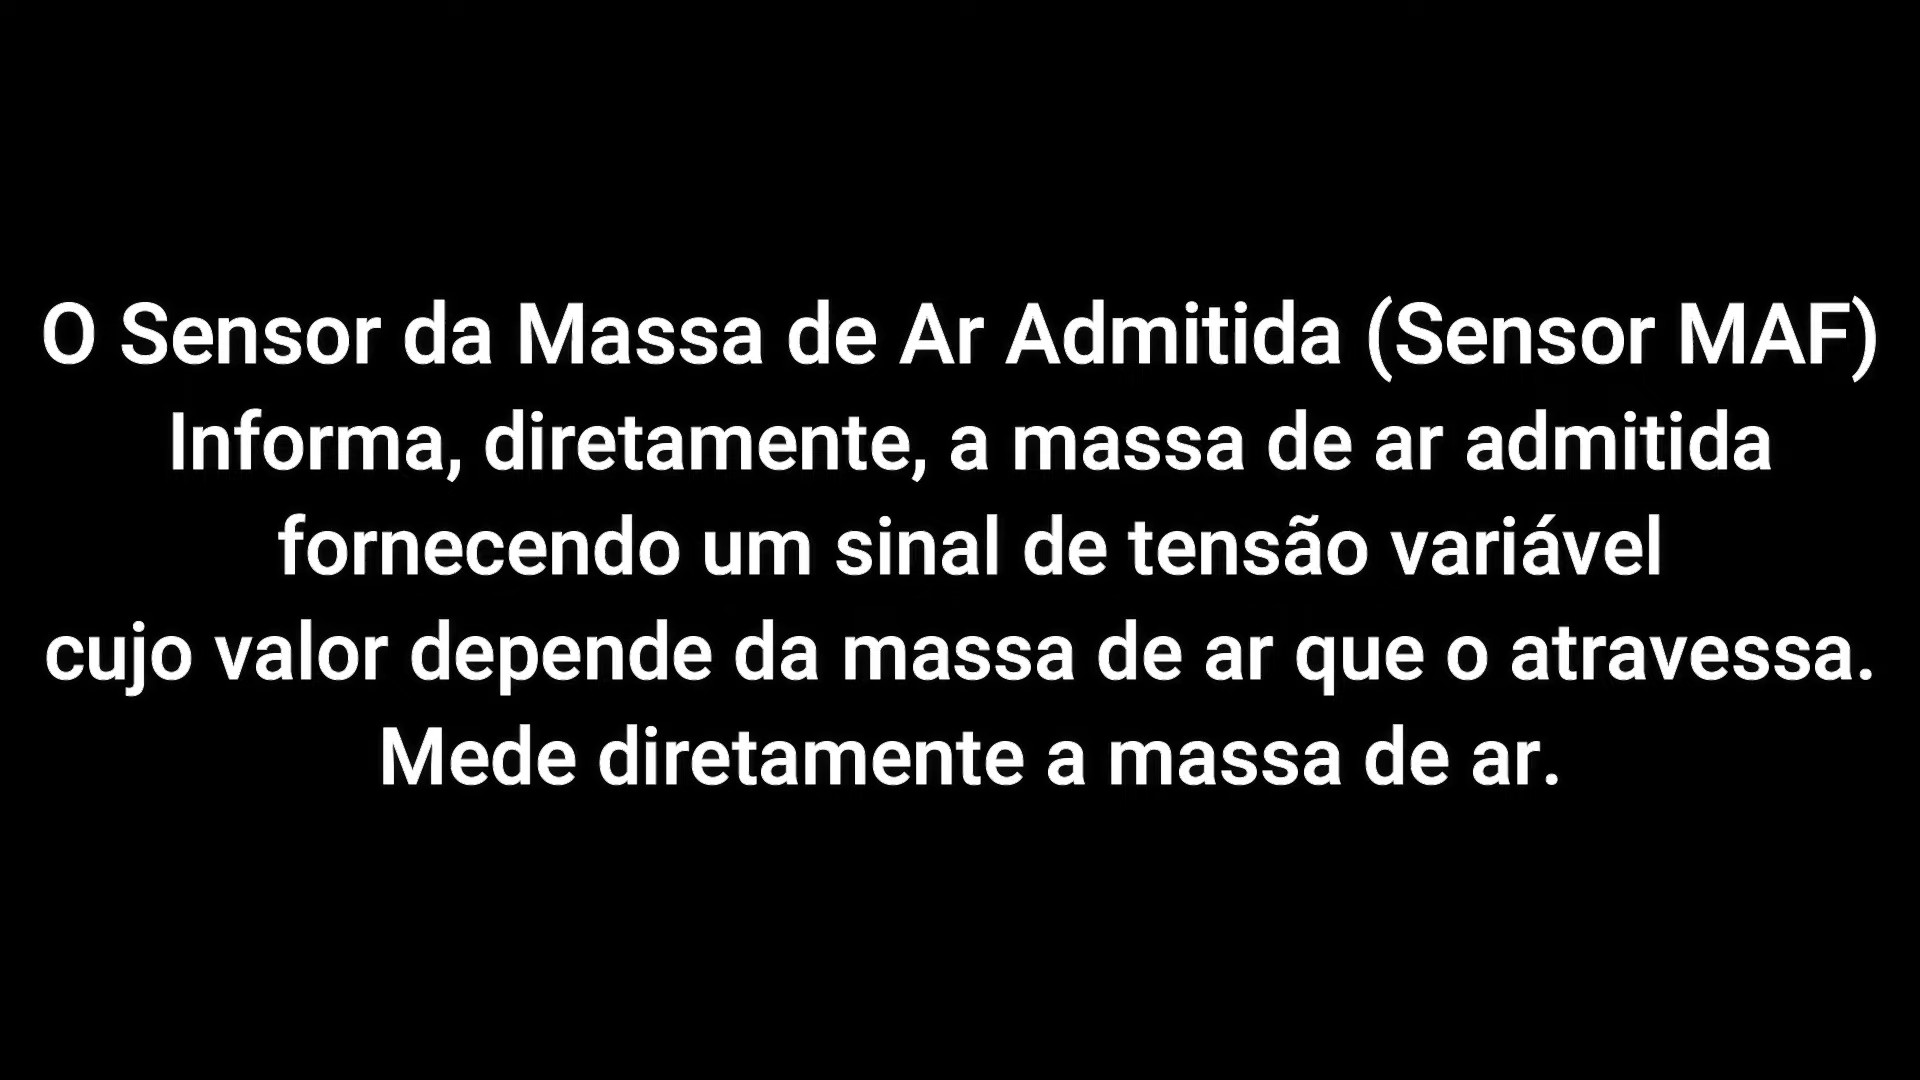 O Sensor da Massa de Ar Admitida (Sensor MAF)
Informa, diretamente, a massa de ar admitida
fornecendo um sinal de tensão variável
cujo valor depende da massa de ar que o atravessa.
Mede diretamente a massa de ar.